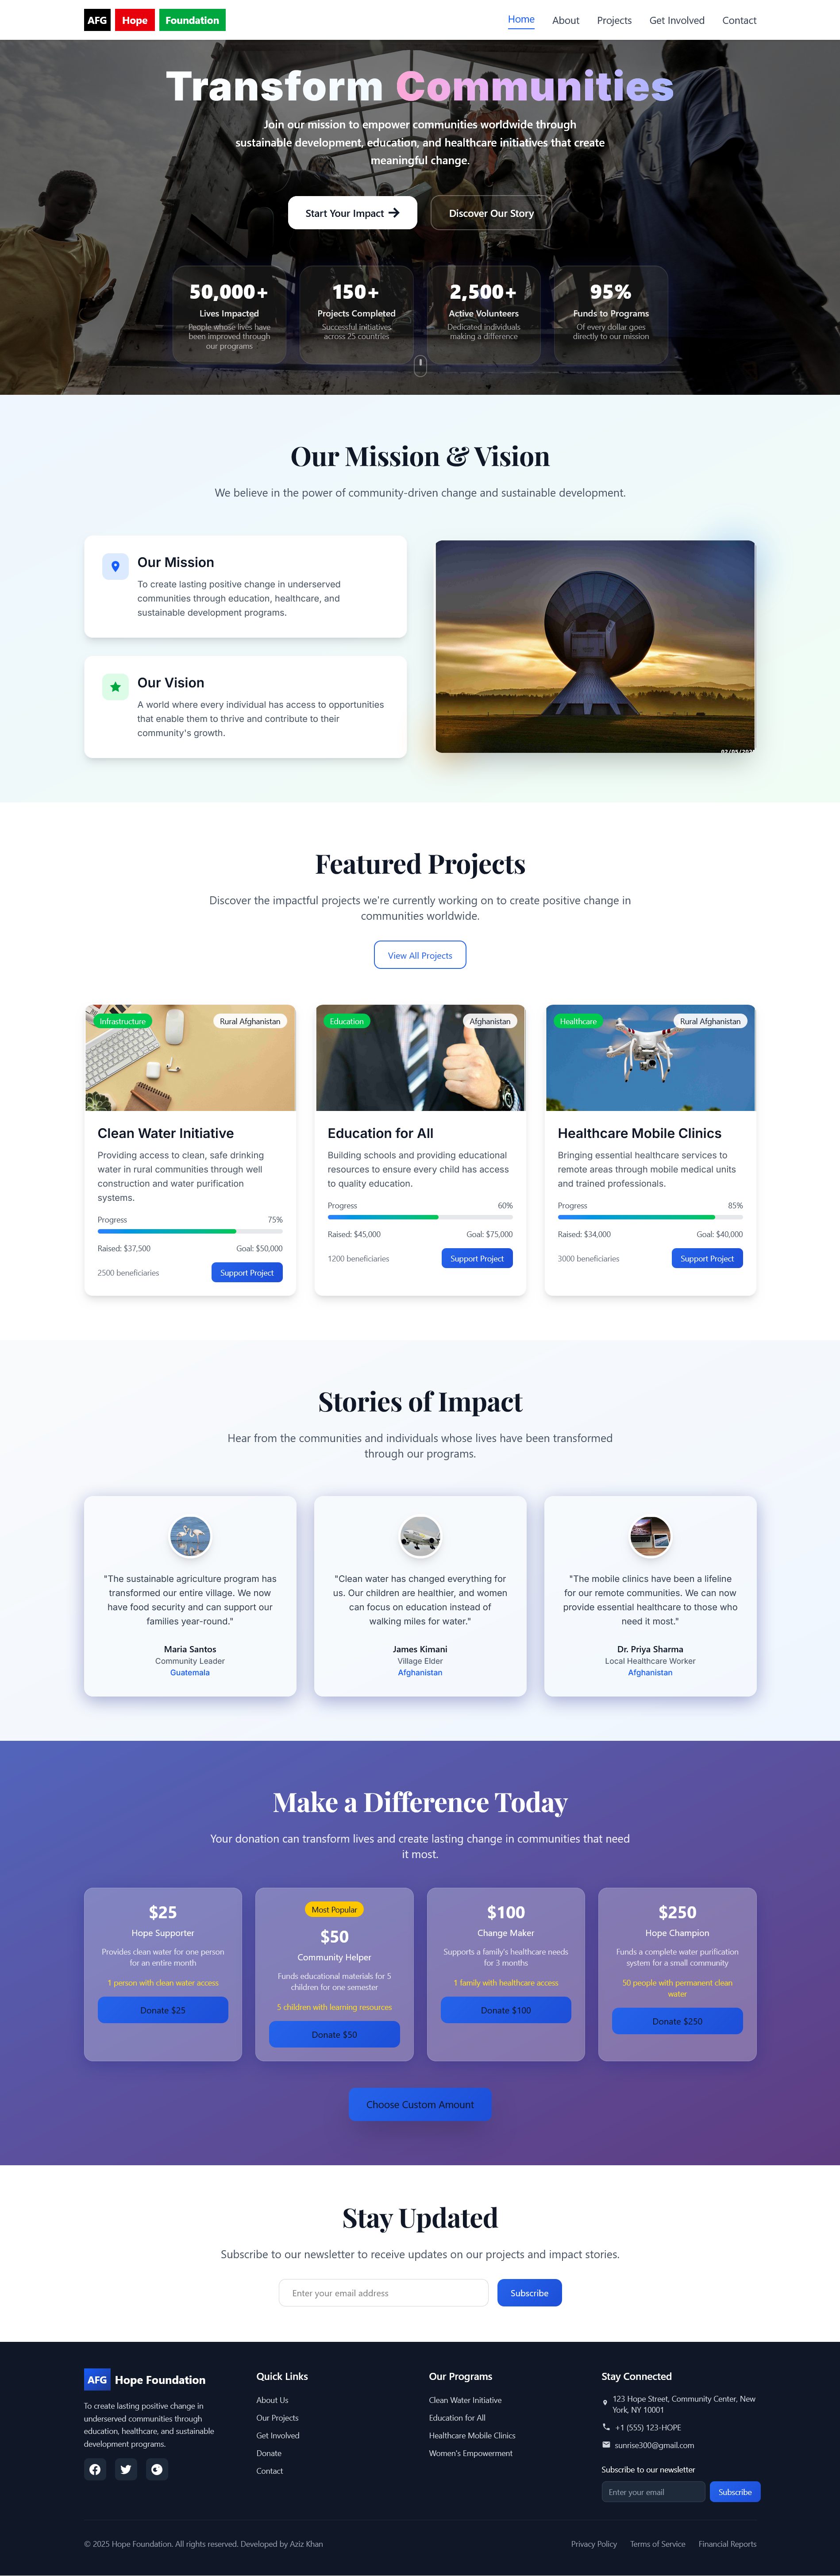 AFG Hope Foundation
Home About Projects Get Involved Contact
Transform Communities
Join our mission to empower communities worldwide through
sustainable development, education, and healthcare initiatives that create
meaningful change.
Start Your Impact
Discover Our Story
50,000+
Lives Impacted
People whose lives have
been improved through
our programs
150+
Projects Completed
Successful initiatives
across 25 countries
2,500+
Active Volunteers
Dedicated individuals
making a difference
95%
Funds to Programs
Of every dollar goes
directly to our mission
Our Mission & Vision
We believe in the power of community-driven change and sustainable development.
Our Mission
To create lasting positive change in underserved
communities through education, healthcare, and
sustainable development programs.
Our Vision
A world where every individual has access to opportunities
that enable them to thrive and contribute to their
community's growth.
Featured Projects
Discover the impactful projects we're currently working on to create positive change in
communities worldwide.
View All Projects
Infrastructure
Rural Afghanistan
Clean Water Initiative
Providing access to clean, safe drinking
water in rural communities through well
construction and water purification
systems.
Progress 75%
Raised: $37,500 Goal: $50,000
2500 beneficiaries
Support Project
Education
Afghanistan
Education for All
Building schools and providing educational
resources to ensure every child has access
to quality education.
Progress 60%
Raised: $45,000 Goal: $75,000
1200 beneficiaries
Support Project
Healthcare
Rural Afghanistan
Healthcare Mobile Clinics
Bringing essential healthcare services to
remote areas through mobile medical units
and trained professionals.
Progress 85%
Raised: $34,000 Goal: $40,000
3000 beneficiaries
Support Project
Stories of Impact
Hear from the communities and individuals whose lives have been transformed
through our programs.
"The sustainable agriculture program has
transformed our entire village. We now
have food security and can support our
families year-round."
Maria Santos
Community Leader
Guatemala
"Clean water has changed everything for
us. Our children are healthier, and women
can focus on education instead of
walking miles for water."
James Kimani
Village Elder
Afghanistan
"The mobile clinics have been a lifeline
for our remote communities. We can now
provide essential healthcare to those who
need it most."
Dr. Priya Sharma
Local Healthcare Worker
Afghanistan
Make a Difference Today
Your donation can transform lives and create lasting change in communities that need
it most.
$25
Hope Supporter
Provides clean water for one person
for an entire month
1 person with clean water access
Donate $25
Most Popular
$50
Community Helper
Funds educational materials for 5
children for one semester
5 children with learning resources
Donate $50
$100
Change Maker
Supports a family's healthcare needs
for 3 months
1 family with healthcare access
Donate $100
$250
Hope Champion
Funds a complete water purification
system for a small community
50 people with permanent clean
water
Donate $250
Choose Custom Amount
Stay Updated
Subscribe to our newsletter to receive updates on our projects and impact stories.
Enter your email address
Subscribe
AFG Hope Foundation
To create lasting positive change in
underserved communities through
education, healthcare, and sustainable
development programs.
Quick Links
About Us
Our Projects
Get Involved
Donate
Contact
Our Programs
Clean Water Initiative
Education for All
Healthcare Mobile Clinics
Women's Empowerment
Stay Connected
123 Hope Street, Community Center, New
York, NY 10001
+1 (555) 123-HOPE
sunrise300@gmail.com
Subscribe to our newsletter
Enter your email
Subscribe
© 2025 Hope Foundation. All rights reserved. Developed by Aziz Khan
Privacy Policy Terms of Service Financial Reports